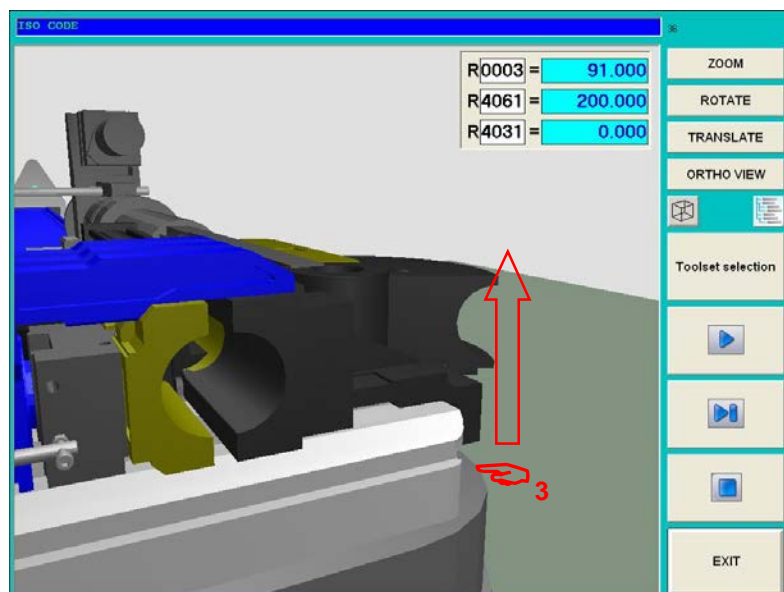 ISO CODE
36
R0003 = 91.000
R4061 = 200.000
R4031 = 0.000
ZOOM
ROTATE
TRANSLATE
ORTHO VIEW
Toolset selection
3
EXIT